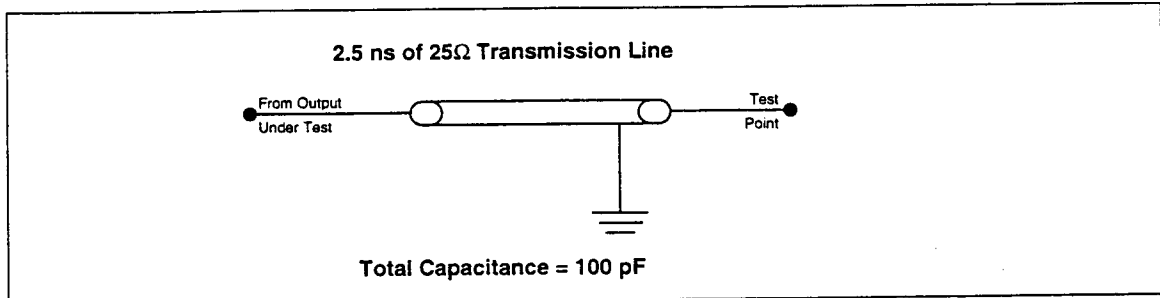 2.5 ns of 25Ω Transmission Line
From Output
Under Test
Test
Point
Total Capacitance = 100 pF